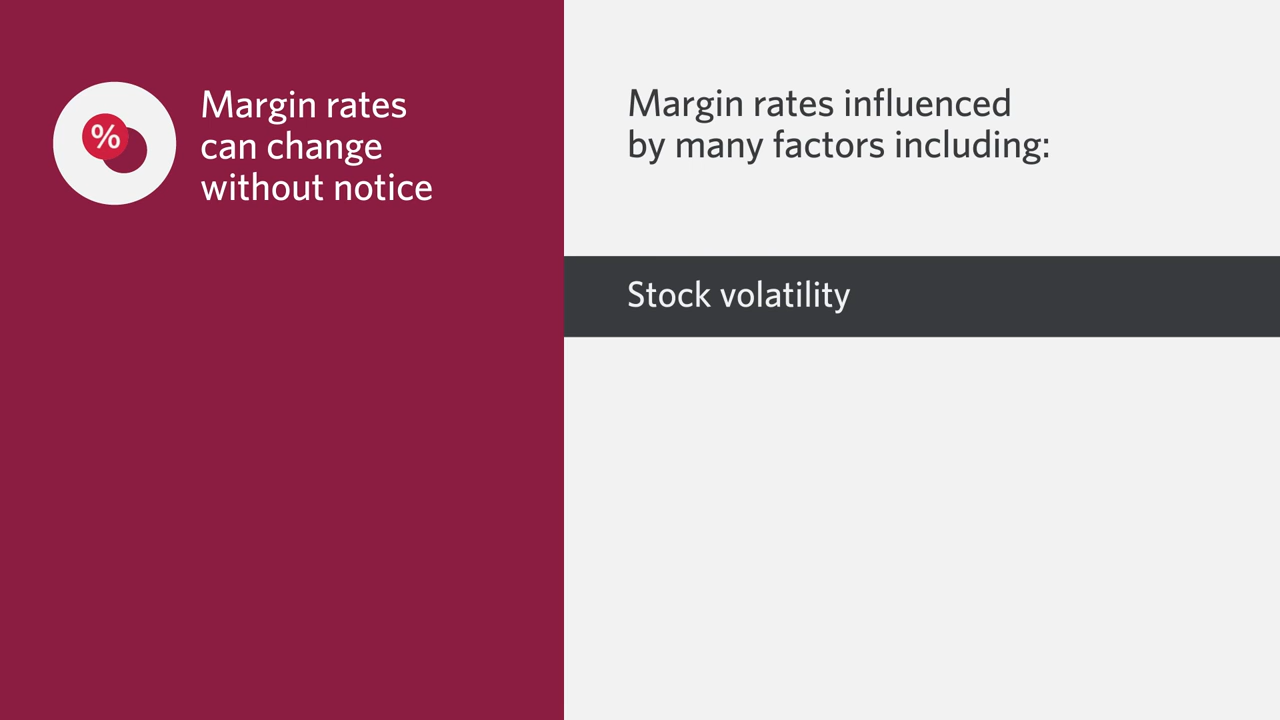 %
Margin rates
can change
without notice
Margin rates influenced
by many factors including:
Stock volatility